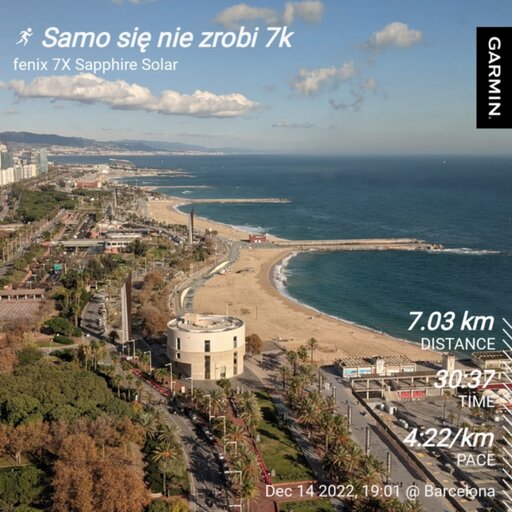 Samo się nie zrobi 7k
fenix 7X Sapphire Solar
GARMIN
7.03 km
DISTANCE
30:37
TIME
4:22/km
PACE
Dec 14 2022, 19:01 @ Barcelona